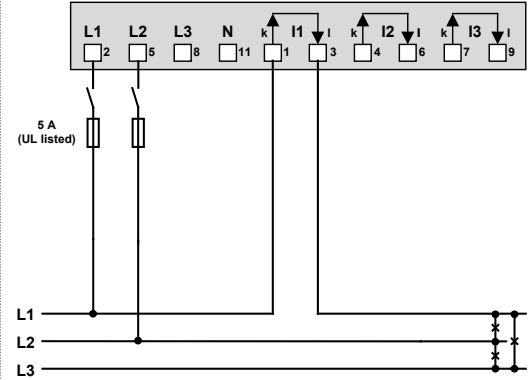 L1 L2 L3 N k I1 l k I2 l k I3 l
2 5 8 11 1 3 4 6 7 9
5 A
(UL listed)
L1
L2
L3